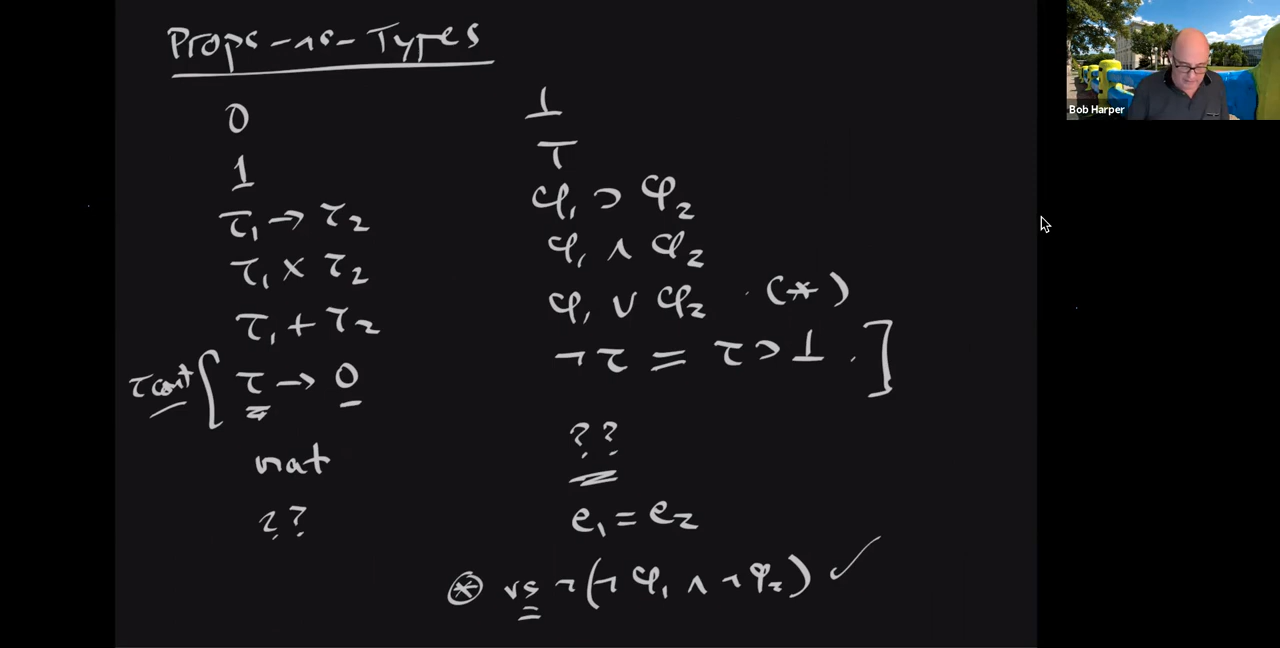 Props-as-Types
0 ⊥
1 ⊤
τ₁ → τ₂ φ₁ ⊃ φ₂
τ₁ × τ₂ φ₁ ∧ φ₂
τ₁ + τ₂ φ₁ ∨ φ₂ (*)
τ cont [ τ → 0 ¬τ = τ ⊃ ⊥ . ]
nat ??
?? e₁ = e₂
⊛ vs ¬(¬φ₁ ∧ ¬φ₂) ✓
Bob Harper